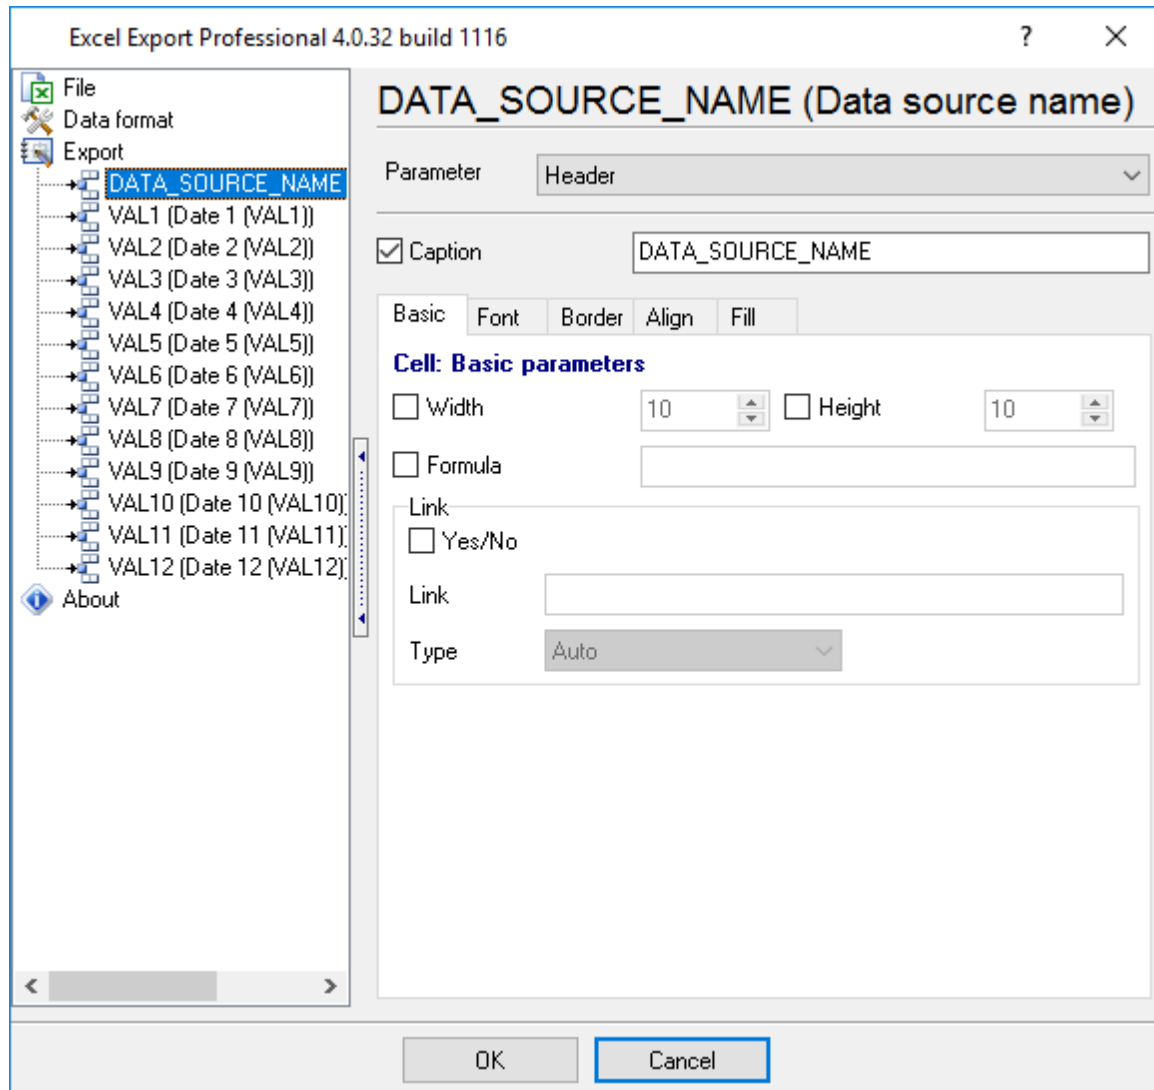 Excel Export Professional 4.0.32 build 1116
?
File
Data format
Export
DATA_SOURCE_NAME
VAL1 (Date 1 (VAL1))
VAL2 (Date 2 (VAL2))
VAL3 (Date 3 (VAL3))
VAL4 (Date 4 (VAL4))
VAL5 (Date 5 (VAL5))
VAL6 (Date 6 (VAL6))
VAL7 (Date 7 (VAL7))
VAL8 (Date 8 (VAL8))
VAL9 (Date 9 (VAL9))
VAL10 (Date 10 (VAL10)
VAL11 (Date 11 (VAL11)
VAL12 (Date 12 (VAL12)
About
DATA_SOURCE_NAME (Data source name)
Parameter Header
Caption DATA_SOURCE_NAME
Basic Font Border Align Fill
Cell: Basic parameters
Width 10 Height 10
Formula
Link
Yes/No
Link
Type Auto
OK Cancel